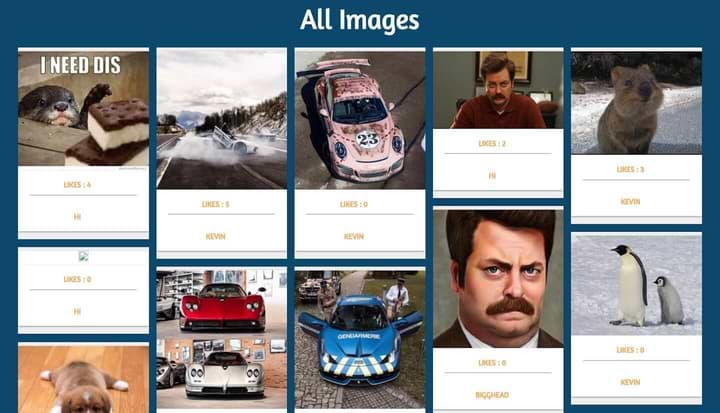 All Images
I NEED DIS
LIKES : 4
HI
LIKES : 0
HI
LIKES : 5
KEVIN
23
LIKES : 0
KEVIN
GENDARMERIE
LIKES : 2
HI
LIKES : 0
BIGGHEAD
LIKES : 3
KEVIN
LIKES : 0
KEVIN